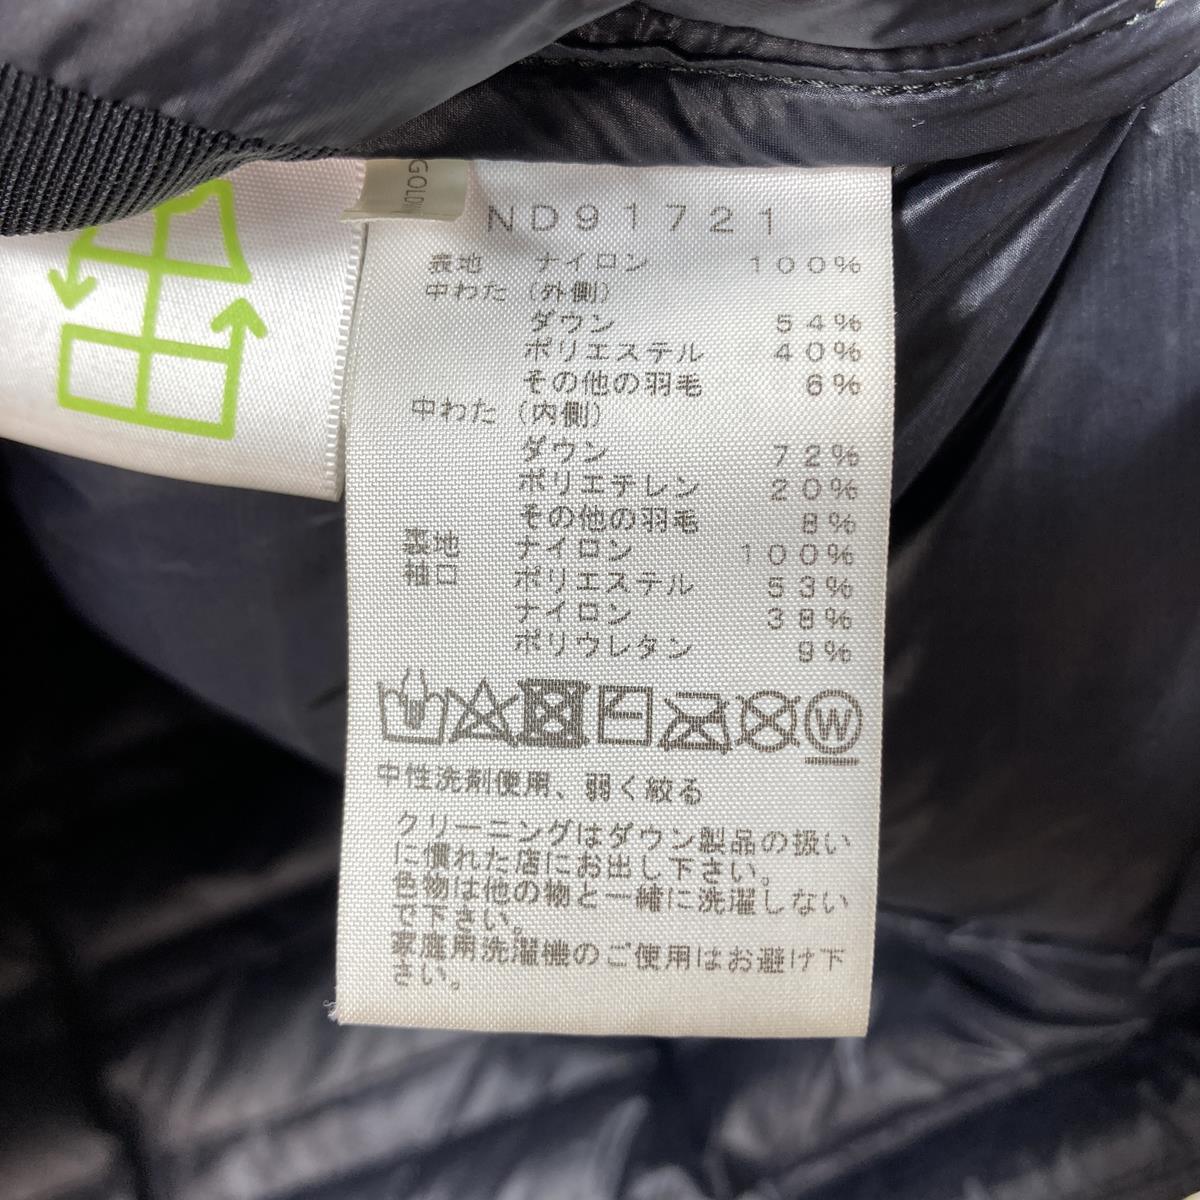 GOLDW
ND91721
表地 ナイロン 100%
中わた(外側)
ダウン 54%
ポリエステル 40%
その他の羽毛 6%
中わた(内側)
ダウン 72%
ポリエチレン 20%
その他の羽毛 8%
裏地 ナイロン 100%
袖口 ポリエステル 53%
ナイロン 38%
ポリウレタン 9%
W
中性洗剤使用、弱く絞る
クリーニングはダウン製品の扱い
に慣れた店にお出し下さい。
色物は他の物と一緒に洗濯しない
で下さい。
家庭用洗濯機のご使用はお避け下
さい。